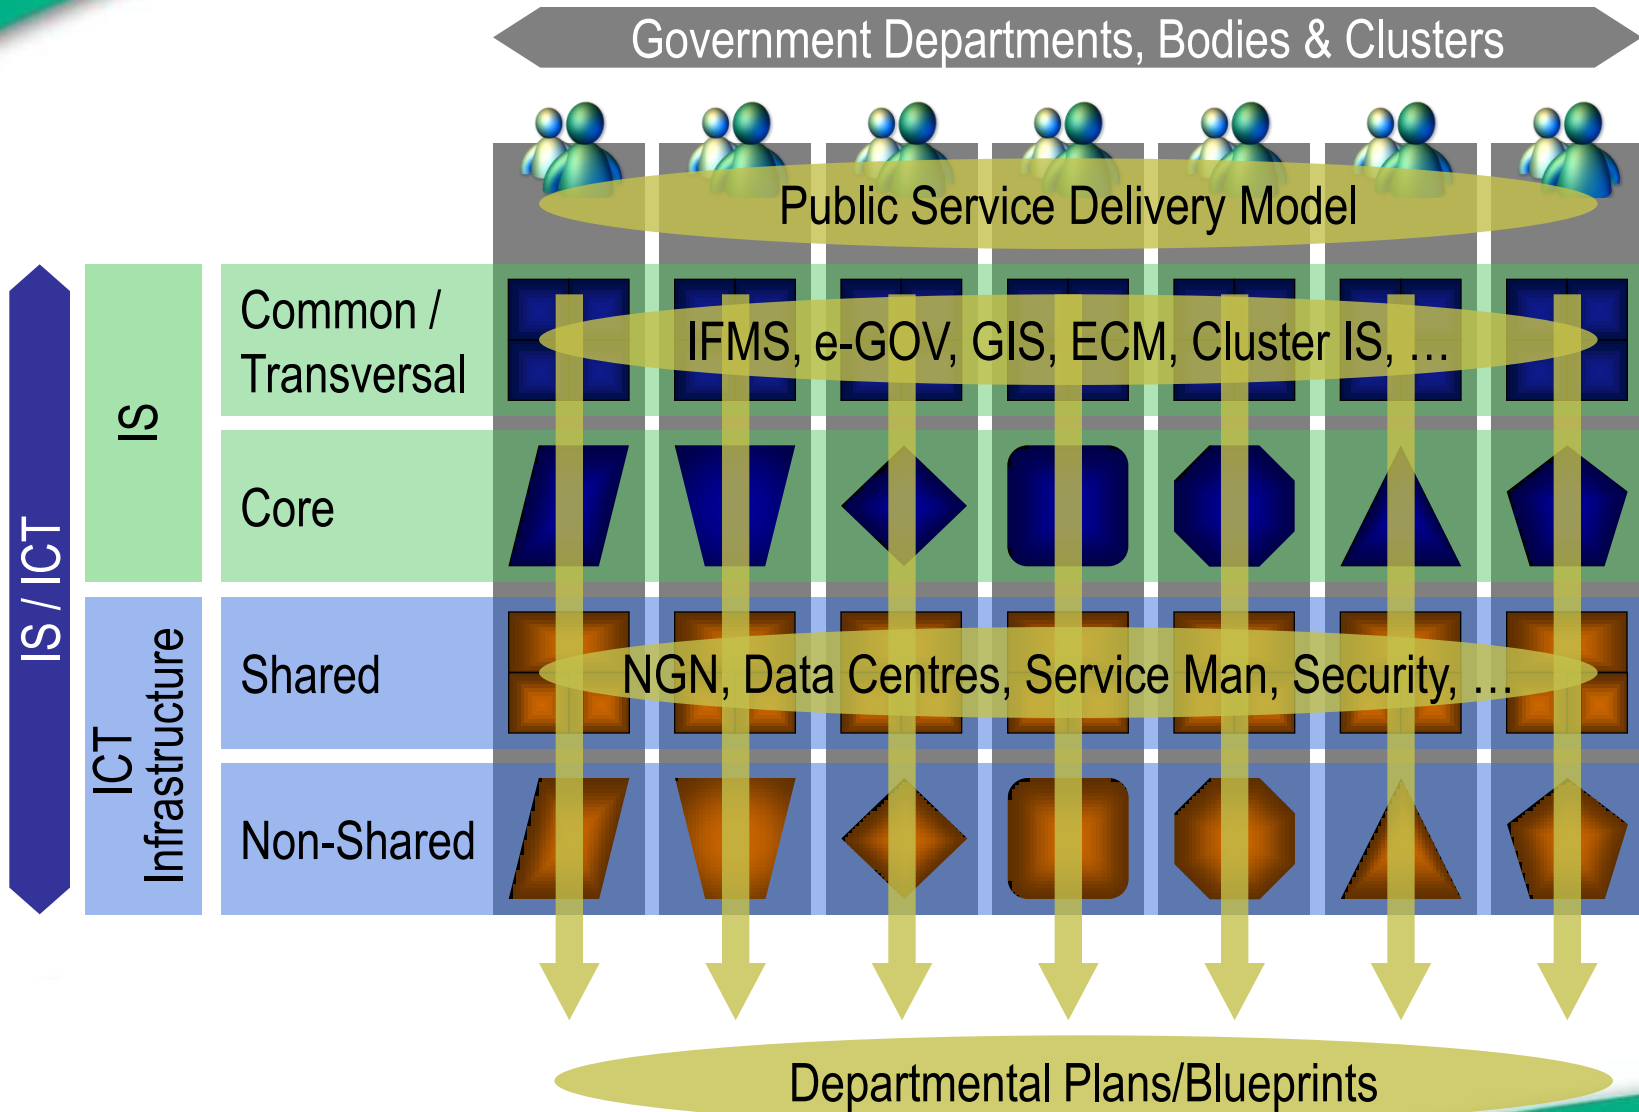 Government Departments, Bodies & Clusters
Public Service Delivery Model
IS / ICT
IS
Common /
Transversal
IFMS, e-GOV, GIS, ECM, Cluster IS, …
Core
ICT
Infrastructure
Shared
NGN, Data Centres, Service Man, Security, …
Non-Shared
Departmental Plans/Blueprints